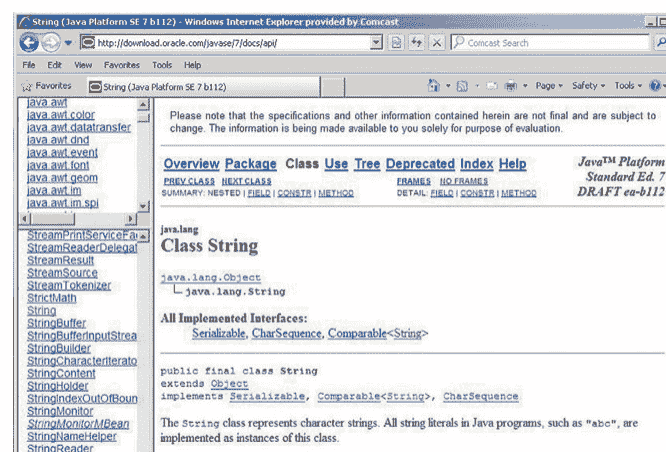 String (Java Platform SE 7 b112) - Windows Internet Explorer provided by Comcast
http://download.oracle.com/javase/7/docs/api/
Comcast Search
File Edit View Favorites Tools Help
Favorites
String (Java Platform SE 7 b112)
Page Safety Tools
java.awt
java.awt.color
java.awt.datatransfer
java.awt.dnd
java.awt.event
java.awt.font
java.awt.geom
java.awt.im
java.awt.im.spi
StreamPrintServiceFa
StreamReaderDelegat
StreamResult
StreamSource
StreamTokenizer
StrictMath
String
StringBuffer
StringBufferInputStrea
StringBuilder
StringCharacterIterato
StringContent
StringHolder
StringIndexOutOfBoun
StringMonitor
StringMonitorMBean
StringNameHelper
StringReader
Please note that the specifications and other information contained herein are not final and are subject to
change. The information is being made available to you solely for purpose of evaluation.
Overview Package Class Use Tree Deprecated Index Help
Java™ Platform
Standard Ed. 7
DRAFT ea-b112
PREV CLASS NEXT CLASS
FRAMES NO FRAMES
SUMMARY: NESTED | FIELD | CONSTR | METHOD
DETAIL: FIELD | CONSTR | METHOD
java.lang
Class String
java.lang.Object
java.lang.String
All Implemented Interfaces:
Serializable, CharSequence, Comparable<String>
public final class String
extends Object
implements Serializable, Comparable<String>, CharSequence
The String class represents character strings. All string literals in Java programs, such as "abc", are
implemented as instances of this class.